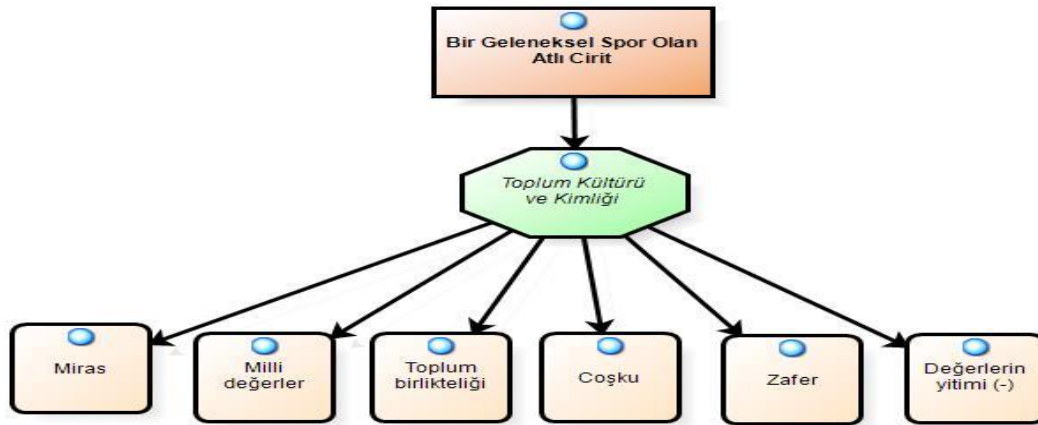 Bir Geleneksel Spor Olan
Atlı Cirit
Toplum Kültürü
ve Kimliği
Miras
Milli
değerler
Toplum
birlikteliği
Coşku
Zafer
Değerlerin
yitimi (-)